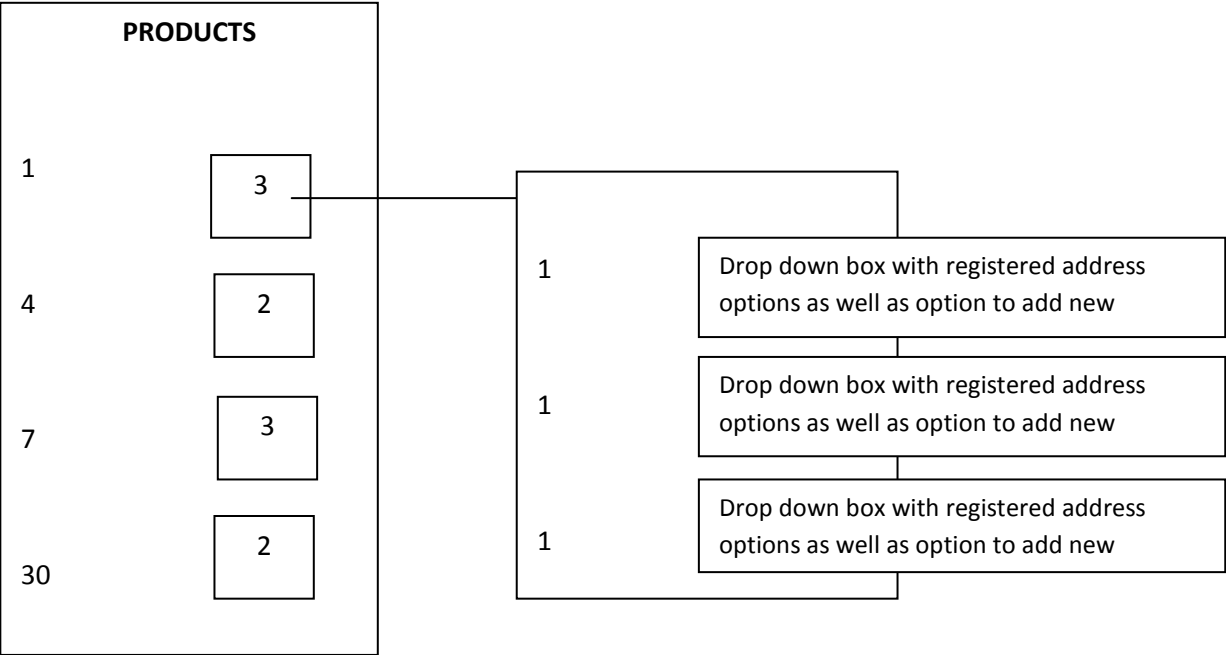 PRODUCTS
1
3
4
2
7
3
30
2
1
Drop down box with registered address
options as well as option to add new
1
Drop down box with registered address
options as well as option to add new
1
Drop down box with registered address
options as well as option to add new